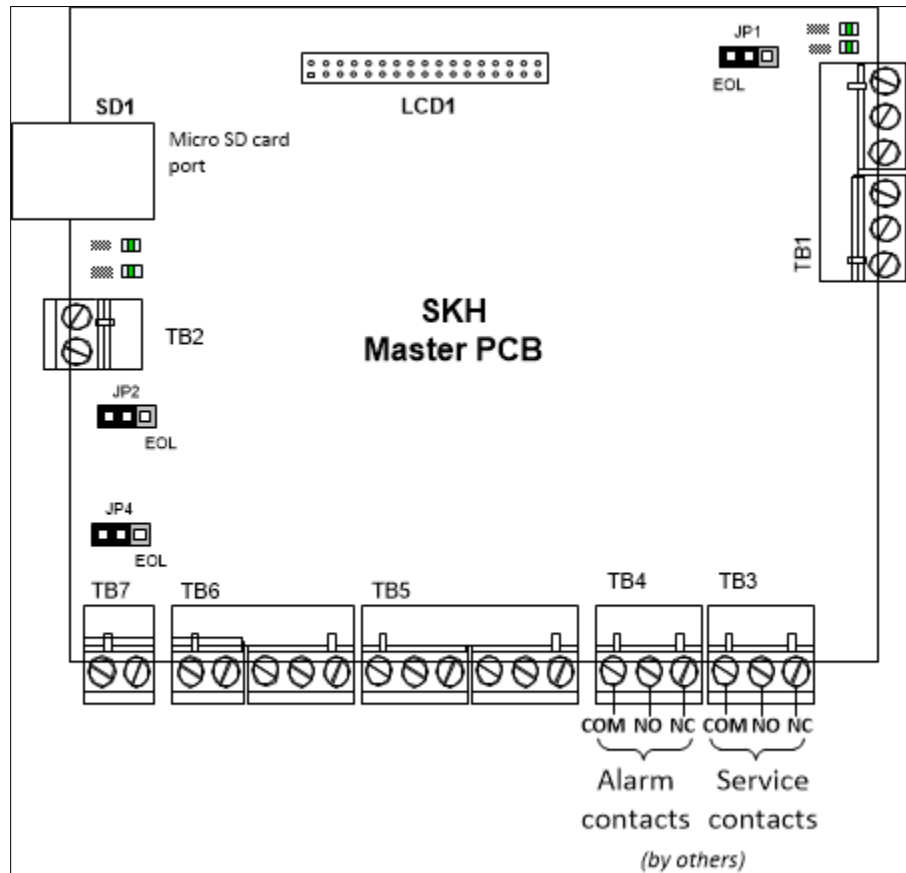 JP1
EOL
SD1
LCD1
Micro SD card
port
TB1
SKH
Master PCB
TB2
JP2
EOL
JP4
EOL
TB7 TB6 TB5 TB4 TB3
COM NO NC COM NO NC
Alarm Service
contacts contacts
(by others)